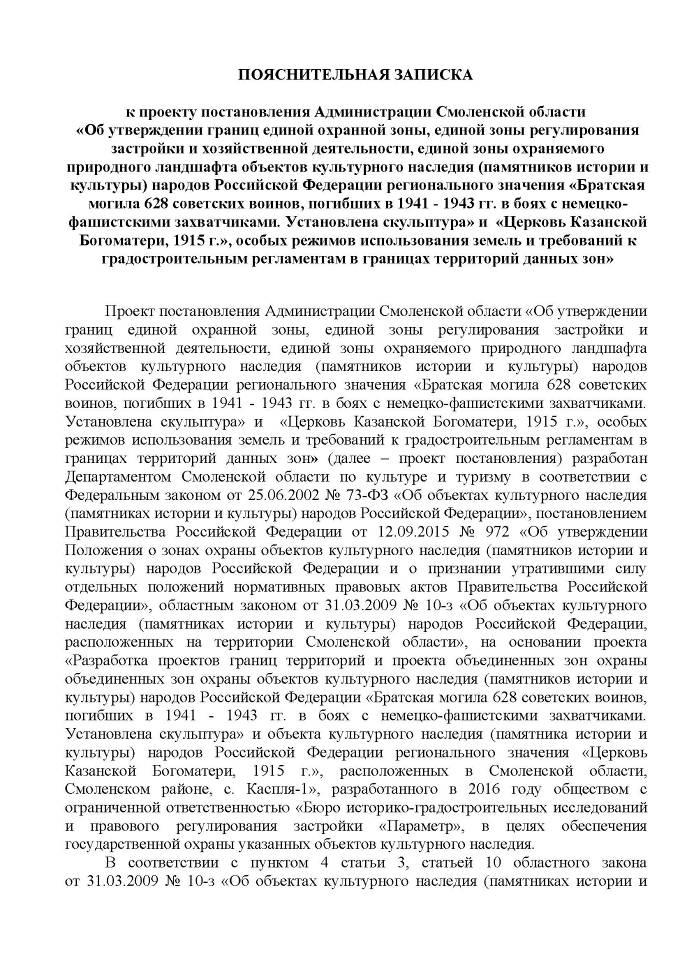 ПОЯСНИТЕЛЬНАЯ ЗАПИСКА
к проекту постановления Администрации Смоленской области
«Об утверждении границ единой охранной зоны, единой зоны регулирования
застройки и хозяйственной деятельности, единой зоны охраняемого
природного ландшафта объектов культурного наследия (памятников истории и
культуры) народов Российской Федерации регионального значения «Братская
могила 628 советских воинов, погибших в 1941 - 1943 гг. в боях с немецко-
фашистскими захватчиками. Установлена скульптура» и «Церковь Казанской
Богоматери, 1915 г.», особых режимов использования земель и требований к
градостроительным регламентам в границах территорий данных зон»
Проект постановления Администрации Смоленской области «Об утверждении
границ единой охранной зоны, единой зоны регулирования застройки и
хозяйственной деятельности, единой зоны охраняемого природного ландшафта
объектов культурного наследия (памятников истории и культуры) народов
Российской Федерации регионального значения «Братская могила 628 советских
воинов, погибших в 1941 - 1943 гг. в боях с немецко-фашистскими захватчиками.
Установлена скульптура» и «Церковь Казанской Богоматери, 1915 г.», особых
режимов использования земель и требований к градостроительным регламентам в
границах территорий данных зон» (далее – проект постановления) разработан
Департаментом Смоленской области по культуре и туризму в соответствии с
Федеральным законом от 25.06.2002 № 73-ФЗ «Об объектах культурного наследия
(памятниках истории и культуры) народов Российской Федерации», постановлением
Правительства Российской Федерации от 12.09.2015 № 972 «Об утверждении
Положения о зонах охраны объектов культурного наследия (памятников истории и
культуры) народов Российской Федерации и о признании утратившими силу
отдельных положений нормативных правовых актов Правительства Российской
Федерации», областным законом от 31.03.2009 № 10-з «Об объектах культурного
наследия (памятниках истории и культуры) народов Российской Федерации,
расположенных на территории Смоленской области», на основании проекта
«Разработка проектов границ территорий и проекта объединенных зон охраны
объединенных зон охраны объектов культурного наследия (памятников истории и
культуры) народов Российской Федерации «Братская могила 628 советских воинов,
погибших в 1941 - 1943 гг. в боях с немецко-фашистскими захватчиками.
Установлена скульптура» и объекта культурного наследия (памятника истории и
культуры) народов Российской Федерации регионального значения «Церковь
Казанской Богоматери, 1915 г.», расположенных в Смоленской области,
Смоленском районе, с. Каспля-1», разработанного в 2016 году обществом с
ограниченной ответственностью «Бюро историко-градостроительных исследований
и правового регулирования застройки «Параметр», в целях обеспечения
государственной охраны указанных объектов культурного наследия.
В соответствии с пунктом 4 статьи 3, статьей 10 областного закона
от 31.03.2009 № 10-з «Об объектах культурного наследия (памятниках истории и